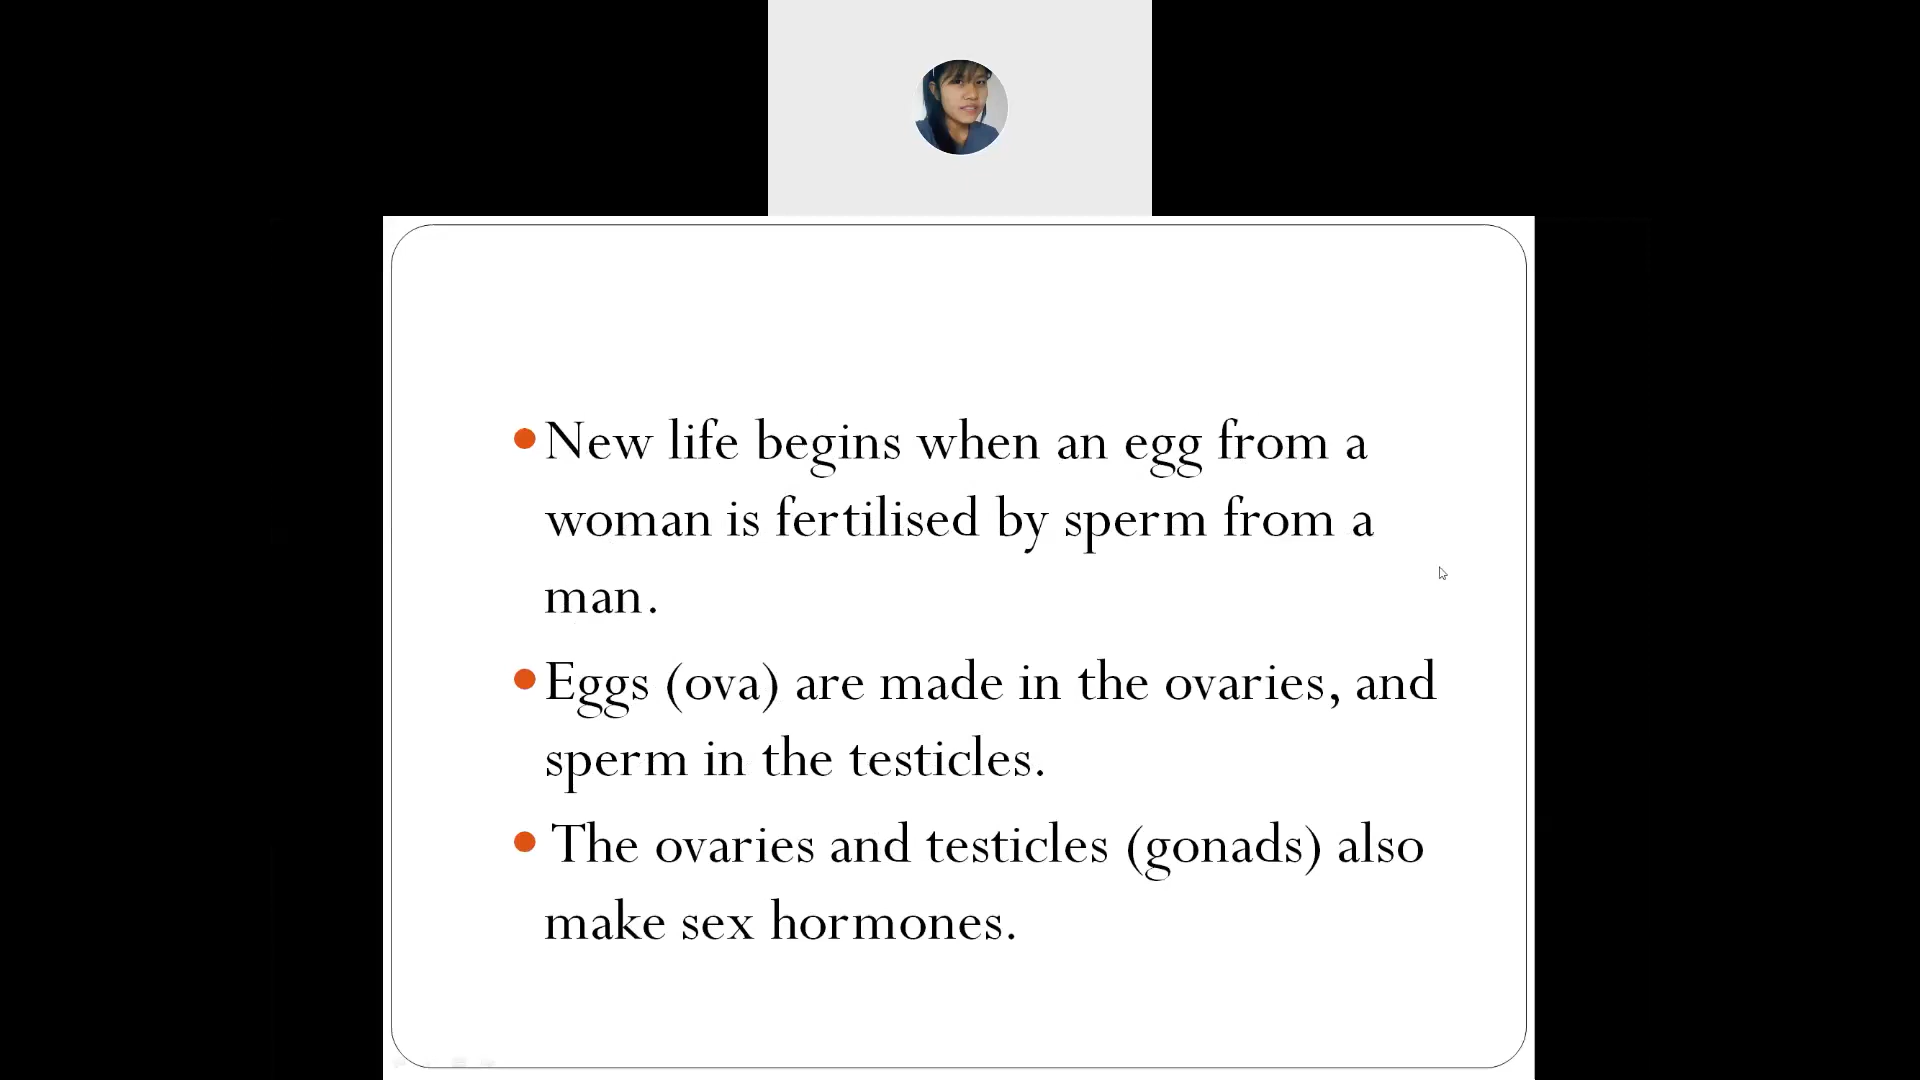 New life begins when an egg from a
woman is fertilised by sperm from a
man.
Eggs (ova) are made in the ovaries, and
sperm in the testicles.
The ovaries and testicles (gonads) also
make sex hormones.